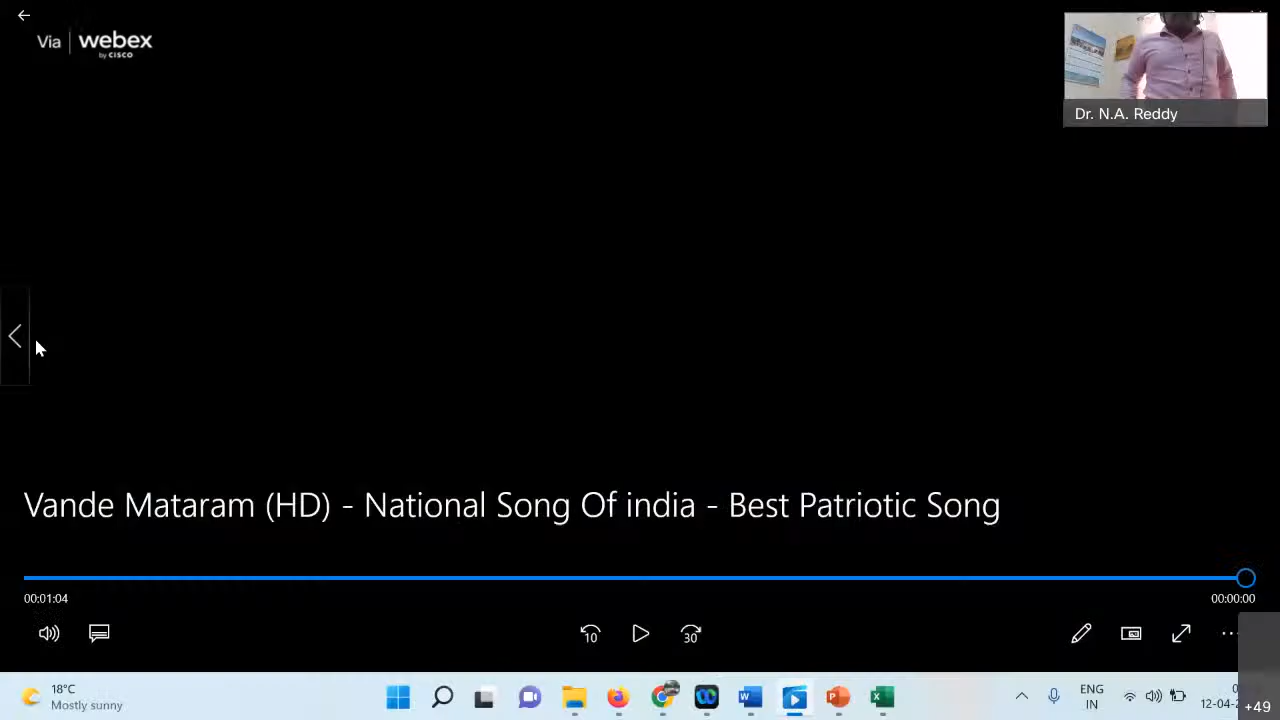 Via webex
by CISCO
Dr. N.A. Reddy
Vande Mataram (HD) - National Song Of india - Best Patriotic Song
00:01:04
00:00:00
10
30
18°C
Mostly sunny
ENG
IN
12-04-2
+49